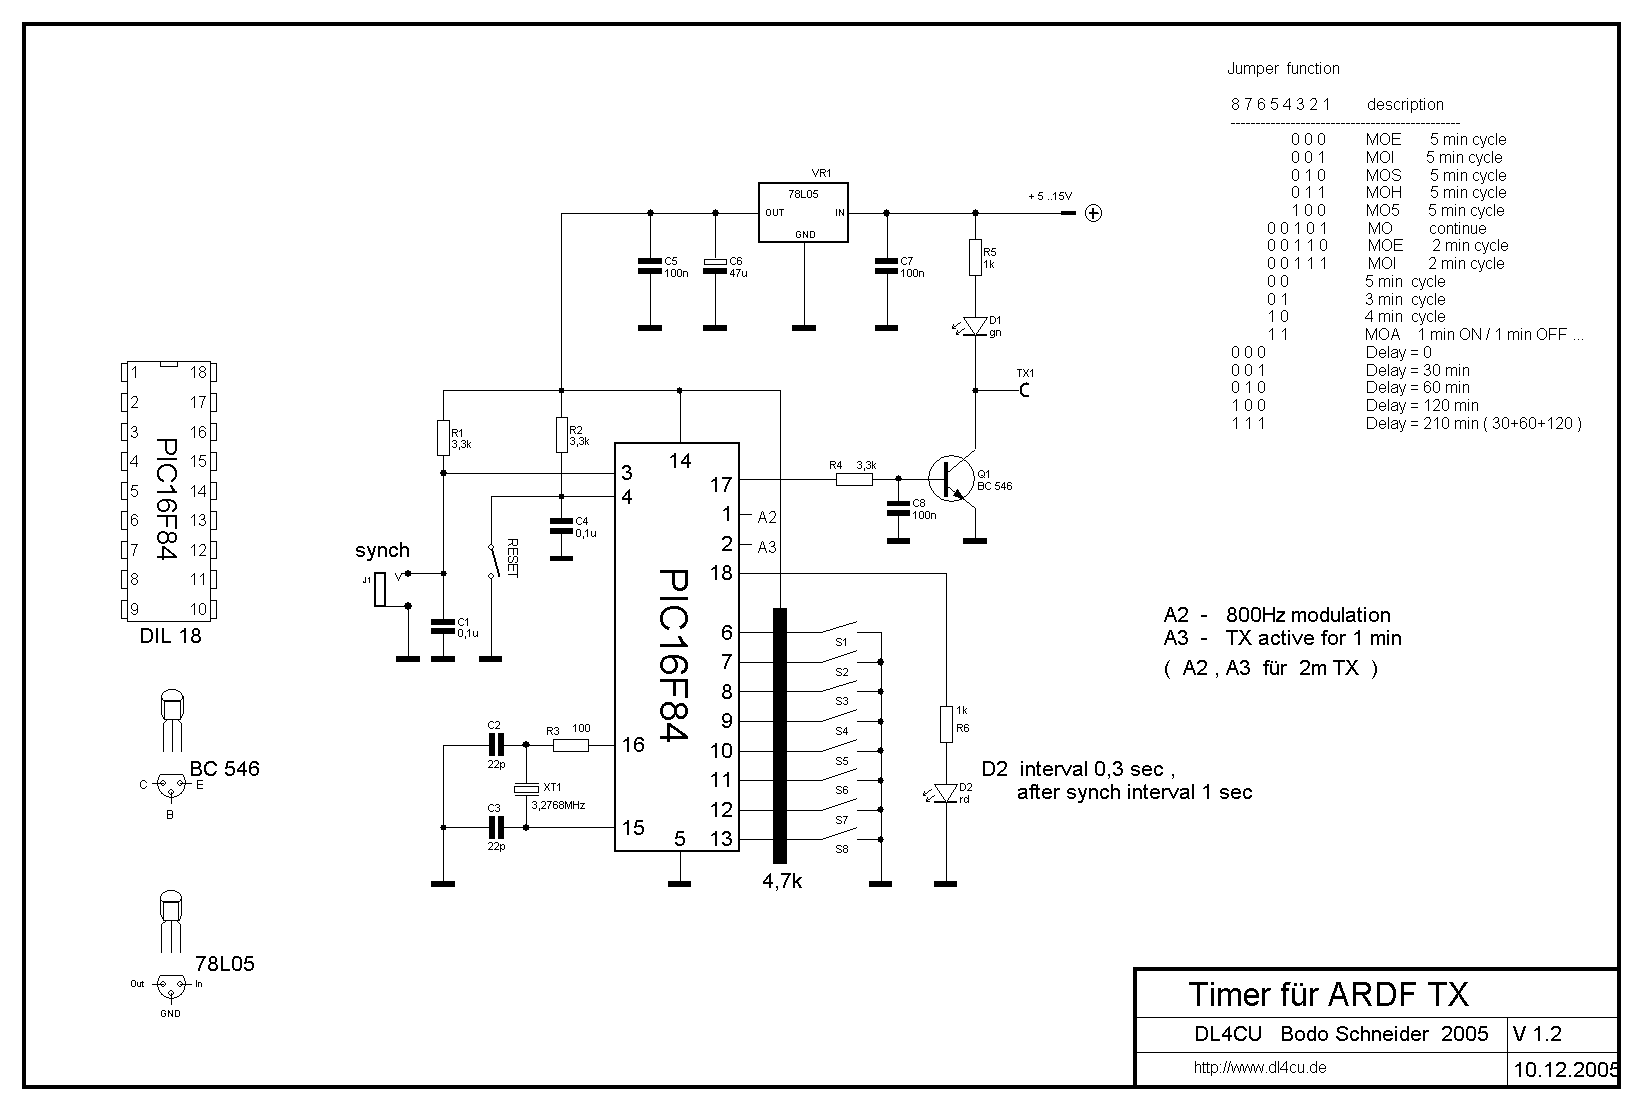 Jumper function
8 7 6 5 4 3 2 1 description
----------------------------------------------
0 0 0 MOE 5 min cycle
0 0 1 MOI 5 min cycle
0 1 0 MOS 5 min cycle
0 1 1 MOH 5 min cycle
1 0 0 MO5 5 min cycle
0 0 1 0 1 MO continue
0 0 1 1 0 MOE 2 min cycle
0 0 1 1 1 MOI 2 min cycle
0 0 5 min cycle
0 1 3 min cycle
1 0 4 min cycle
1 1 MOA 1 min ON / 1 min OFF ...
0 0 0 Delay = 0
0 0 1 Delay = 30 min
0 1 0 Delay = 60 min
1 0 0 Delay = 120 min
1 1 1 Delay = 210 min ( 30+60+120 )
VR1
78L05
OUT
IN
GND
+ 5 ..15V
C5
100n
C6
47u
C7
100n
R5
1k
D1
gn
TX1
R1
3,3k
R2
3,3k
R4 3,3k
Q1
BC 546
C8
100n
C4
0,1u
RESET
synch
J1
C1
0,1u
PIC16F84
14
3
4
16
15
5
17
1
2
18
6
7
8
9
10
11
12
13
A2
A3
S1
S2
S3
S4
S5
S6
S7
S8
4,7k
C2
22p
R3 100
XT1
3,2768MHz
C3
22p
1k
R6
D2
rd
1 18
2 17
3 16
4 15
5 14
6 13
7 12
8 11
9 10
PIC16F84
DIL 18
BC 546
C
E
B
78L05
Out
In
GND
A2 - 800Hz modulation
A3 - TX active for 1 min
( A2 , A3 für 2m TX )
D2 interval 0,3 sec ,
after synch interval 1 sec
Timer für ARDF TX
DL4CU Bodo Schneider 2005 V 1.2
http://www.dl4cu.de 10.12.2005